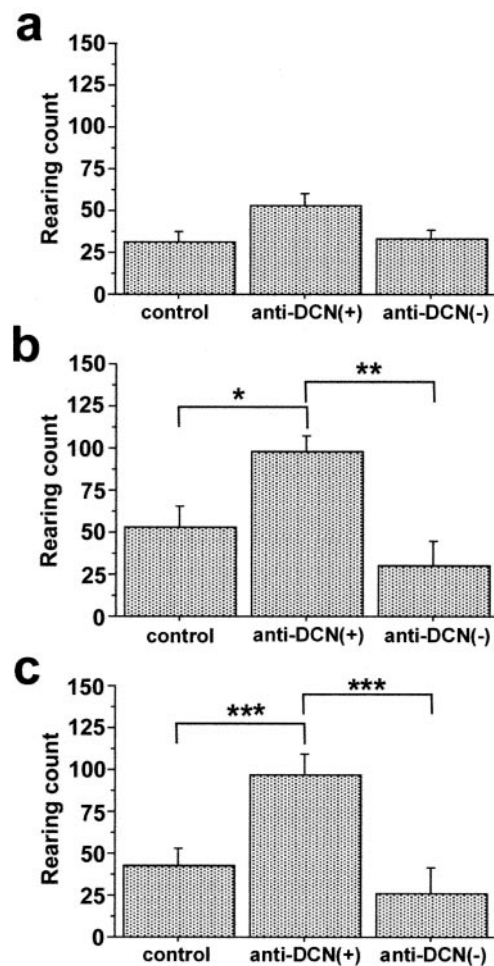 a
150
125
100
75
50
25
0
Rearing count
control anti-DCN(+) anti-DCN(-)
b
150
125
100
75
50
25
0
Rearing count
* **
control anti-DCN(+) anti-DCN(-)
c
150
125
100
75
50
25
0
Rearing count
*** ***
control anti-DCN(+) anti-DCN(-)